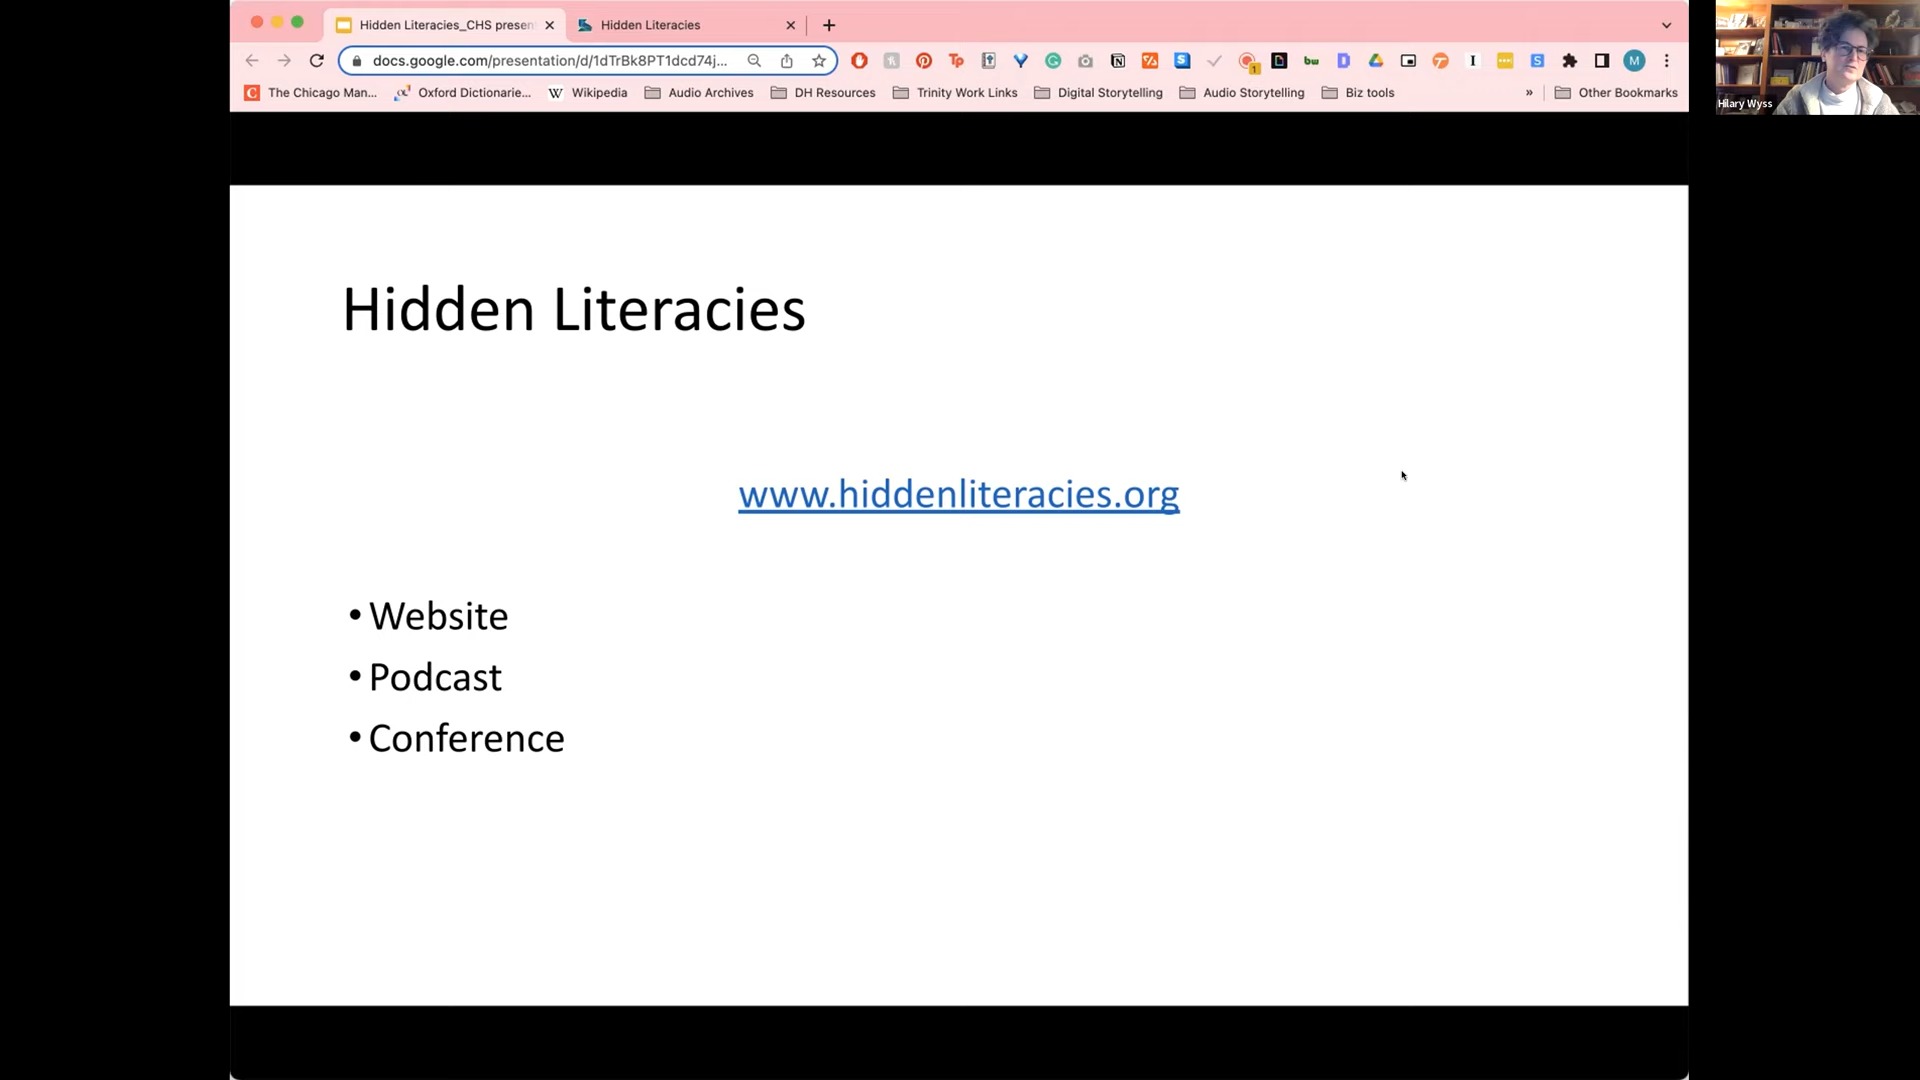 Hidden Literacies_CHS presen
Hidden Literacies
docs.google.com/presentation/d/1dTrBk8PT1dcd74j...
The Chicago Man...
Oxford Dictionarie...
Wikipedia
Audio Archives
DH Resources
Trinity Work Links
Digital Storytelling
Audio Storytelling
Biz tools
»
Other Bookmarks
Hilary Wyss
Hidden Literacies
www.hiddenliteracies.org
• Website
• Podcast
• Conference